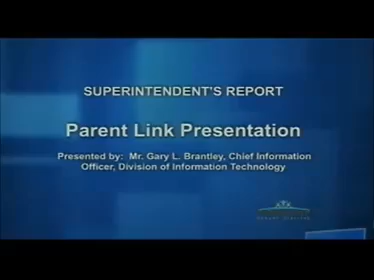 SUPERINTENDENT'S REPORT
Parent Link Presentation
Presented by: Mr. Gary L. Brantley, Chief Information
Officer, Division of Information Technology